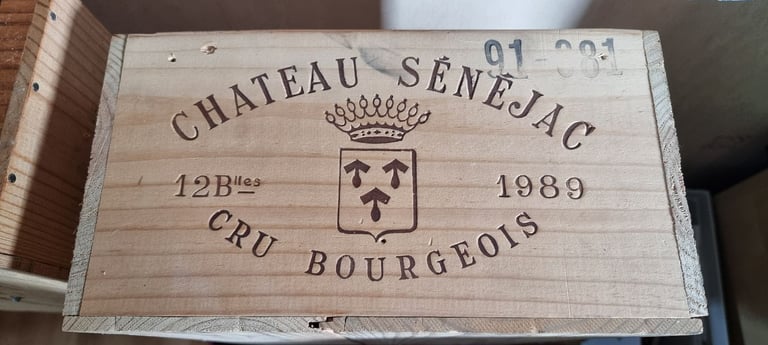 91-381
CHATEAU SÉNÉJAC
12Blles 1989
CRU BOURGEOIS